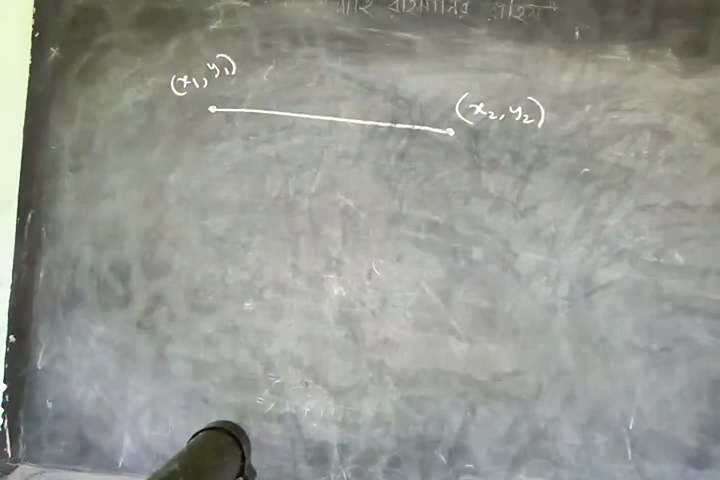 (x₁, y₁)
(x₂, y₂)